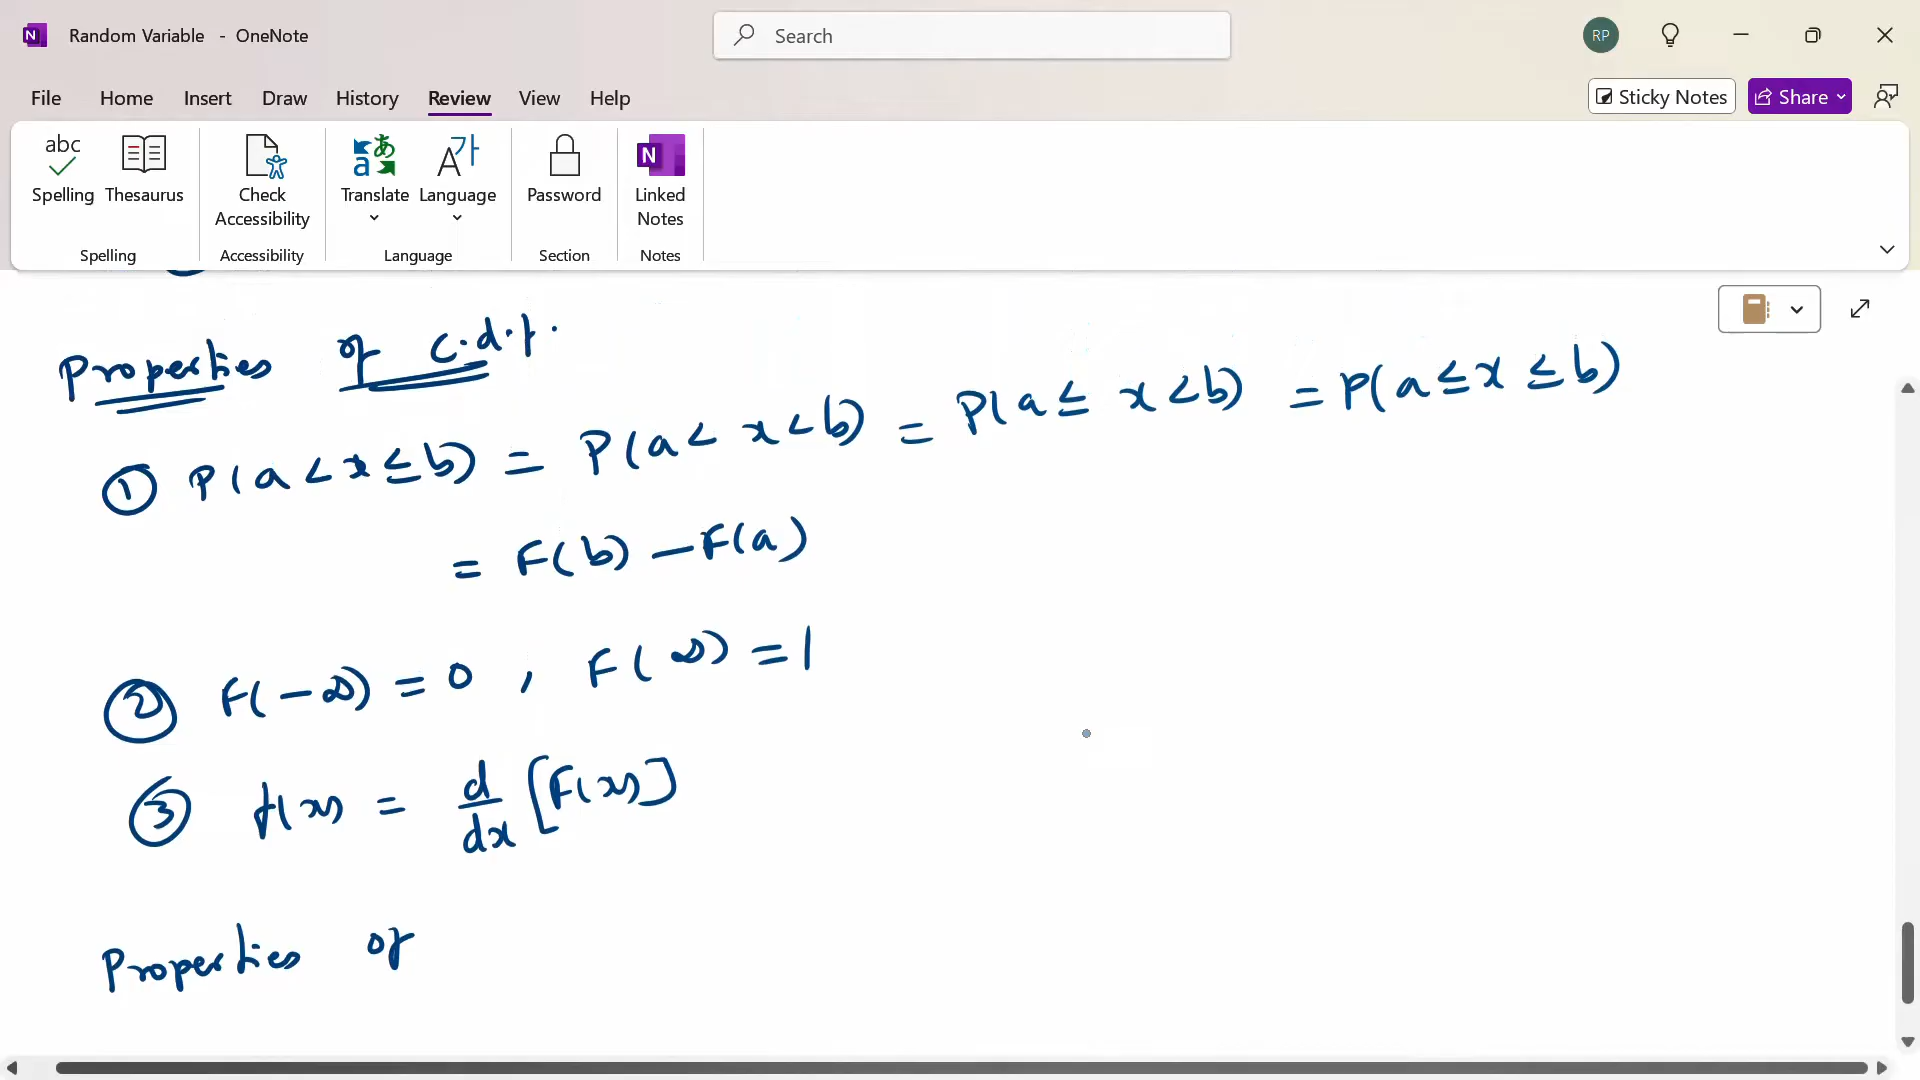 Random Variable - OneNote
Search
RP
File Home Insert Draw History Review View Help
Sticky Notes Share
abc
Spelling Thesaurus Check Accessibility Translate Language Password Linked Notes
Spelling Accessibility Language Section Notes
Properties of c.d.f.
① P(a < x ≤ b) = P(a < x < b) = P(a ≤ x < b) = P(a ≤ x ≤ b)
= F(b) - F(a)
② F(-∞) = 0 , F(∞) = 1
③ f(x) = d/dx [F(x)]
Properties of